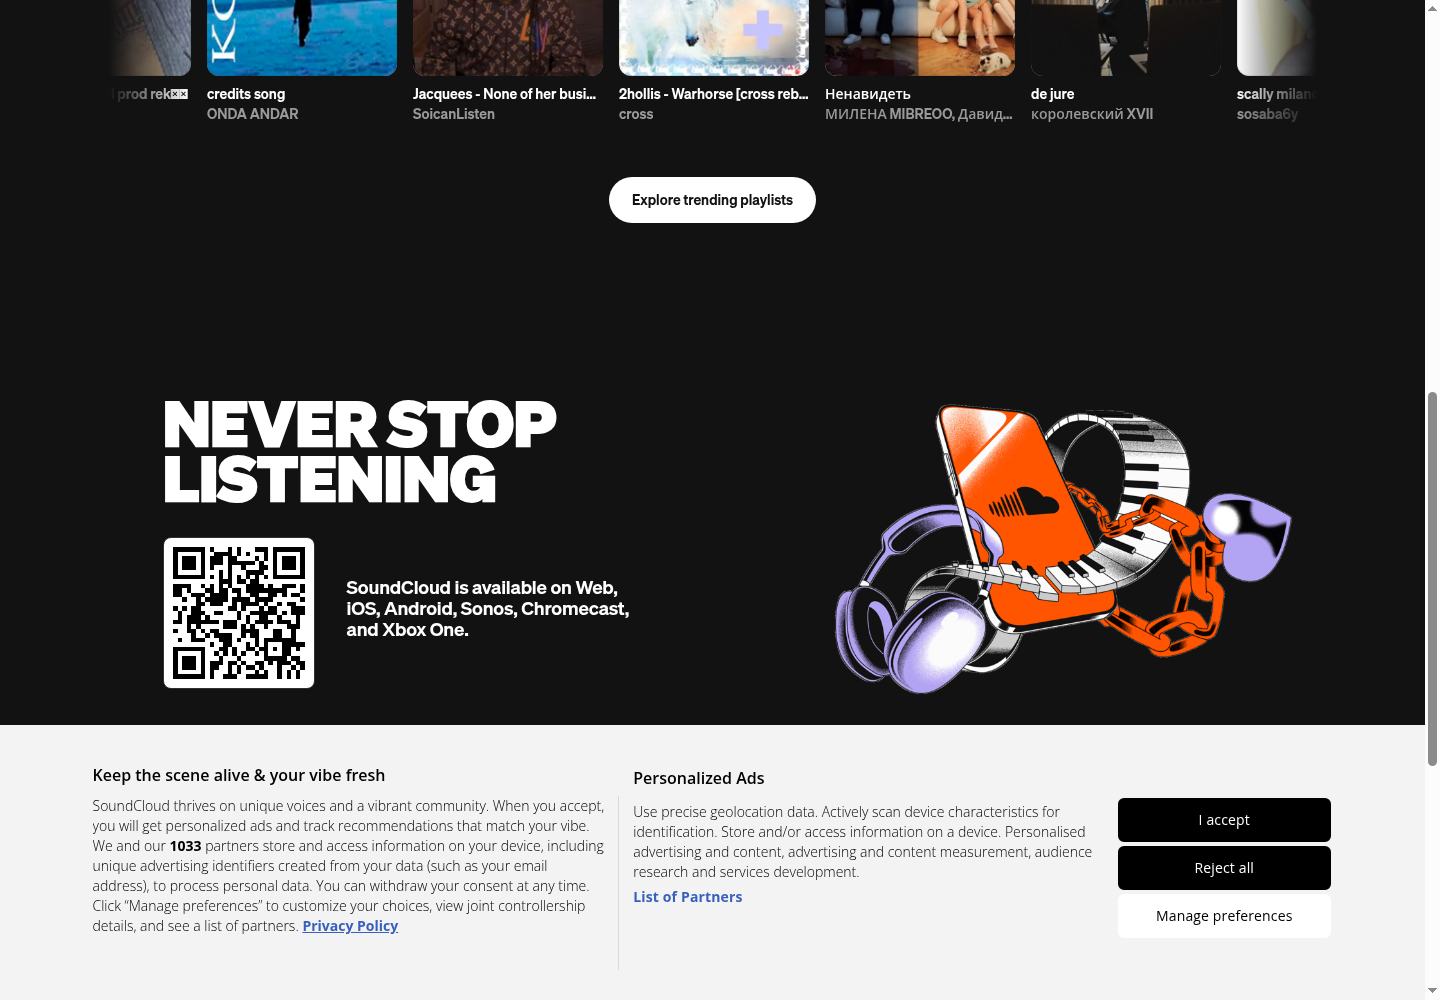 prod rek
credits song
ONDA ANDAR
Jacquees - None of her busi...
SoicanListen
2hollis - Warhorse [cross reb...
cross
Ненавидеть
МИЛЕНА MIBREOO, Давид...
de jure
королевский XVII
scally milano
sosaba6y
Explore trending playlists
NEVER STOP
LISTENING
SoundCloud is available on Web,
iOS, Android, Sonos, Chromecast,
and Xbox One.
Keep the scene alive & your vibe fresh
SoundCloud thrives on unique voices and a vibrant community. When you accept,
you will get personalized ads and track recommendations that match your vibe.
We and our 1033 partners store and access information on your device, including
unique advertising identifiers created from your data (such as your email
address), to process personal data. You can withdraw your consent at any time.
Click “Manage preferences” to customize your choices, view joint controllership
details, and see a list of partners. Privacy Policy
Personalized Ads
Use precise geolocation data. Actively scan device characteristics for
identification. Store and/or access information on a device. Personalised
advertising and content, advertising and content measurement, audience
research and services development.
List of Partners
I accept
Reject all
Manage preferences